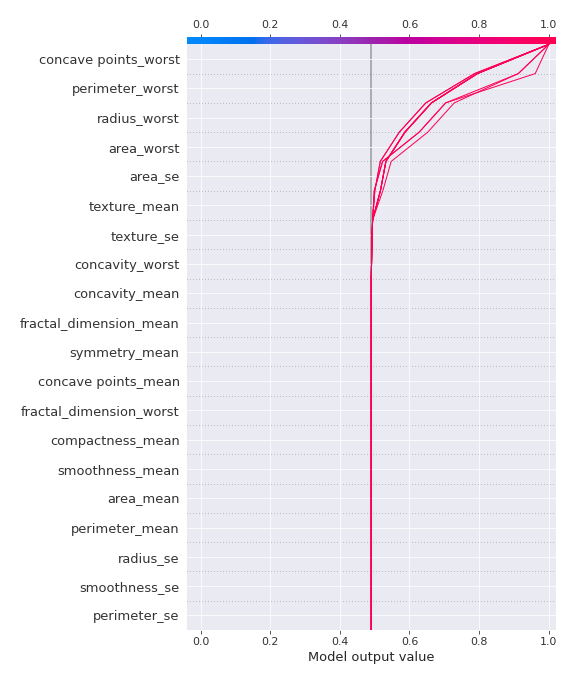 0.0 0.2 0.4 0.6 0.8 1.0
concave points_worst
perimeter_worst
radius_worst
area_worst
area_se
texture_mean
texture_se
concavity_worst
concavity_mean
fractal_dimension_mean
symmetry_mean
concave points_mean
fractal_dimension_worst
compactness_mean
smoothness_mean
area_mean
perimeter_mean
radius_se
smoothness_se
perimeter_se
0.0 0.2 0.4 0.6 0.8 1.0
Model output value